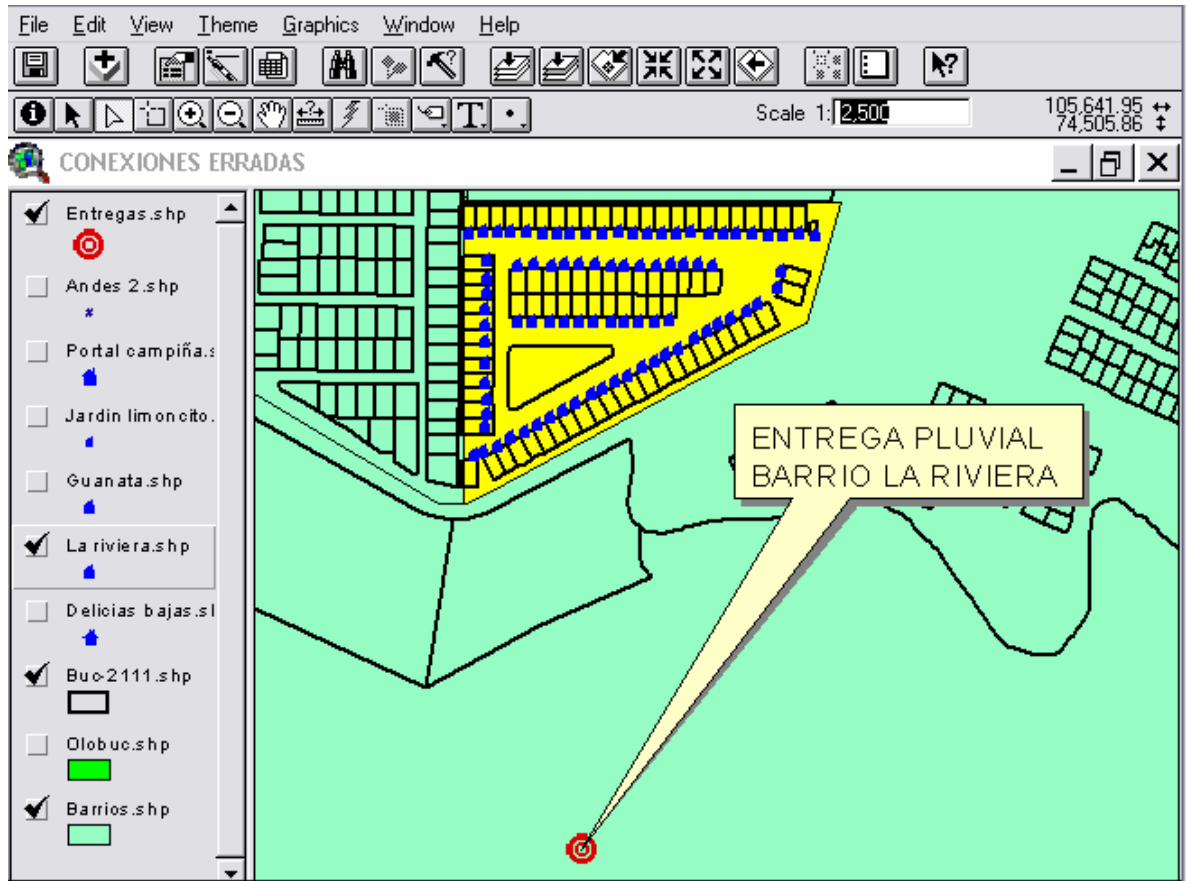 File Edit View Theme Graphics Window Help
Scale 1: 2,500
105,641.95
74,505.86
CONEXIONES ERRADAS
Entregas.shp
Andes 2.shp
Portal campiña.s
Jardin limoncito.
Guanata.shp
La riviera.shp
Delicias bajas.sl
Buc-2111.shp
Olobuc.shp
Barrios.shp
ENTREGA PLUVIAL
BARRIO LA RIVIERA